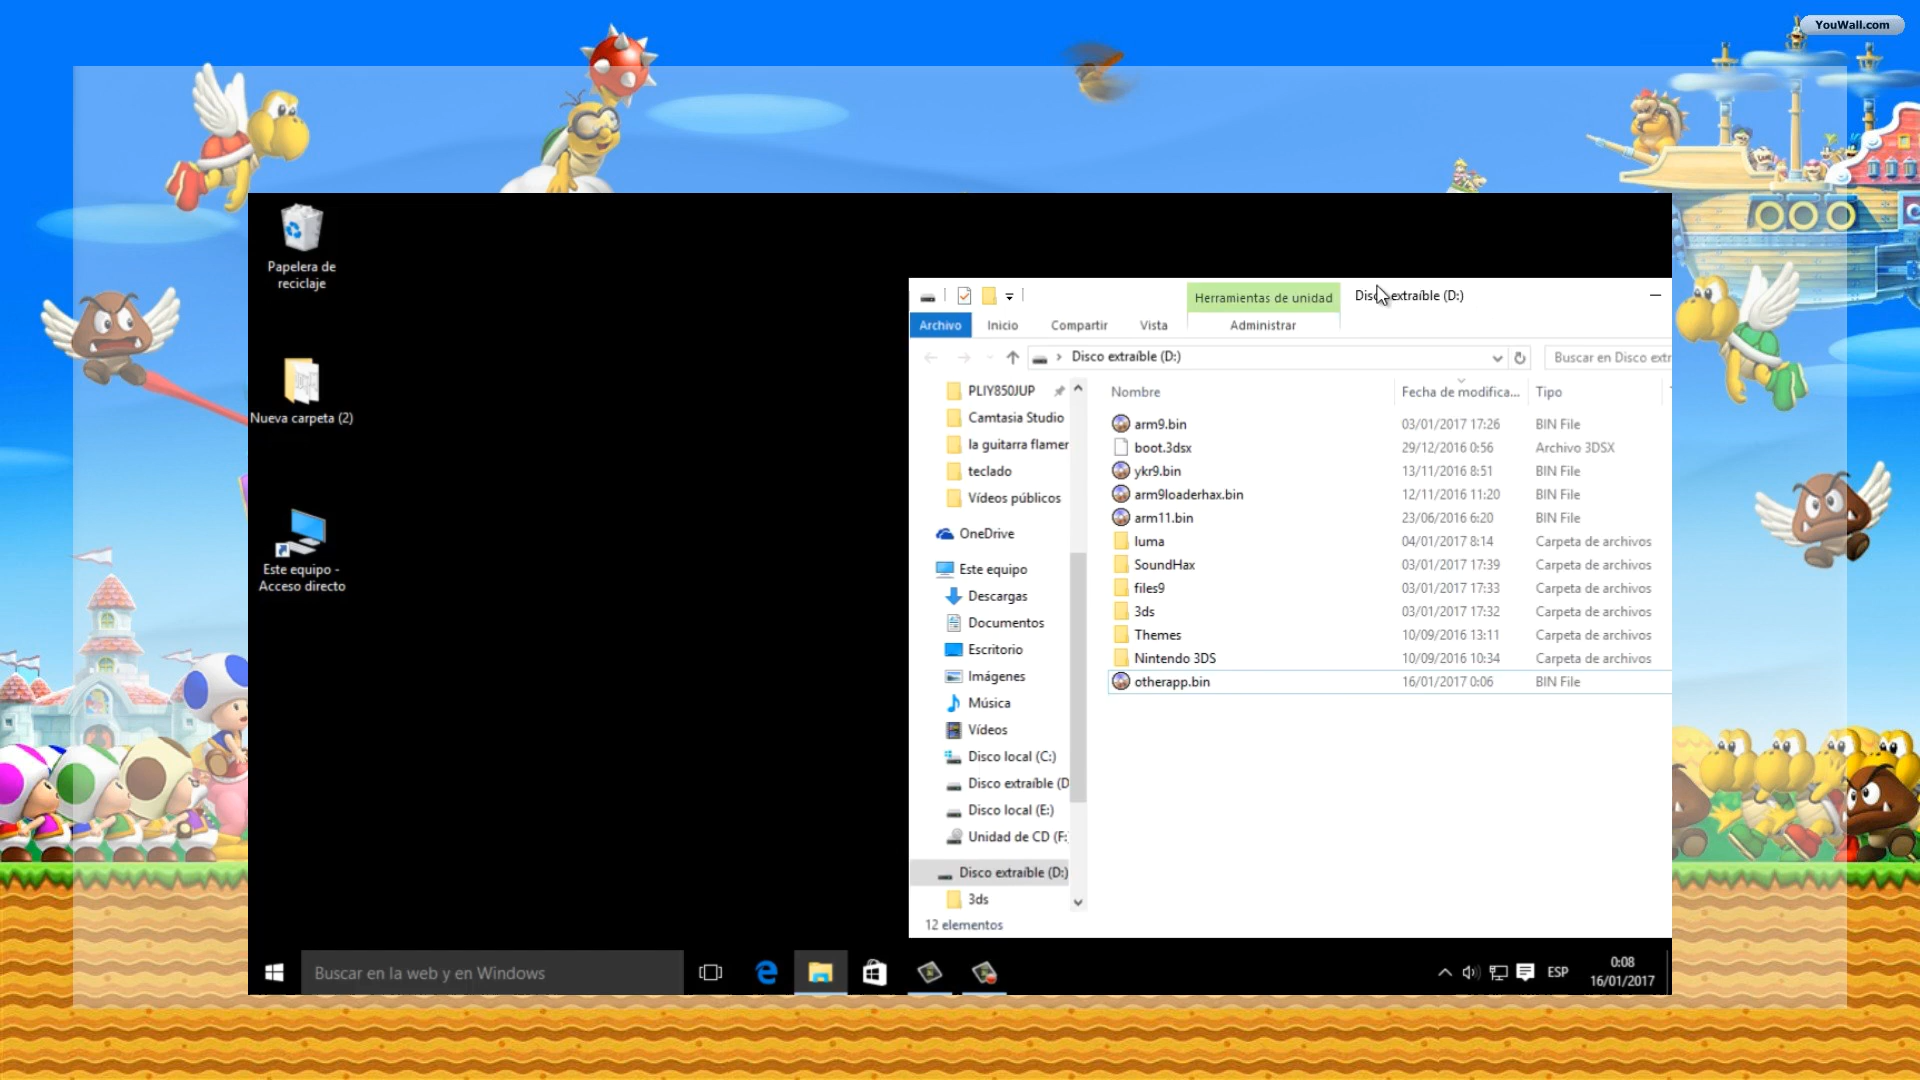 YouWall.com
Papelera de
reciclaje
Nueva carpeta (2)
Este equipo -
Acceso directo
Herramientas de unidad
extraíble (D:)
Archivo
Inicio
Compartir
Vista
Administrar
Disco extraíble (D:)
Buscar en Disco extr
PLIY850JUP
Camtasia Studio
la guitarra flamer
teclado
Vídeos públicos
OneDrive
Este equipo
Descargas
Documentos
Escritorio
Imágenes
Música
Vídeos
Disco local (C:)
Disco extraíble (D
Disco local (E:)
Unidad de CD (F:
Disco extraíble (D:)
3ds
Nombre Fecha de modifica... Tipo
arm9.bin 03/01/2017 17:26 BIN File
boot.3dsx 29/12/2016 0:56 Archivo 3DSX
ykr9.bin 13/11/2016 8:51 BIN File
arm9loaderhax.bin 12/11/2016 11:20 BIN File
arm11.bin 23/06/2016 6:20 BIN File
luma 04/01/2017 8:14 Carpeta de archivos
SoundHax 03/01/2017 17:39 Carpeta de archivos
files9 03/01/2017 17:33 Carpeta de archivos
3ds 03/01/2017 17:32 Carpeta de archivos
Themes 10/09/2016 13:11 Carpeta de archivos
Nintendo 3DS 10/09/2016 10:34 Carpeta de archivos
otherapp.bin 16/01/2017 0:06 BIN File
12 elementos
Buscar en la web y en Windows
ESP
0:08
16/01/2017